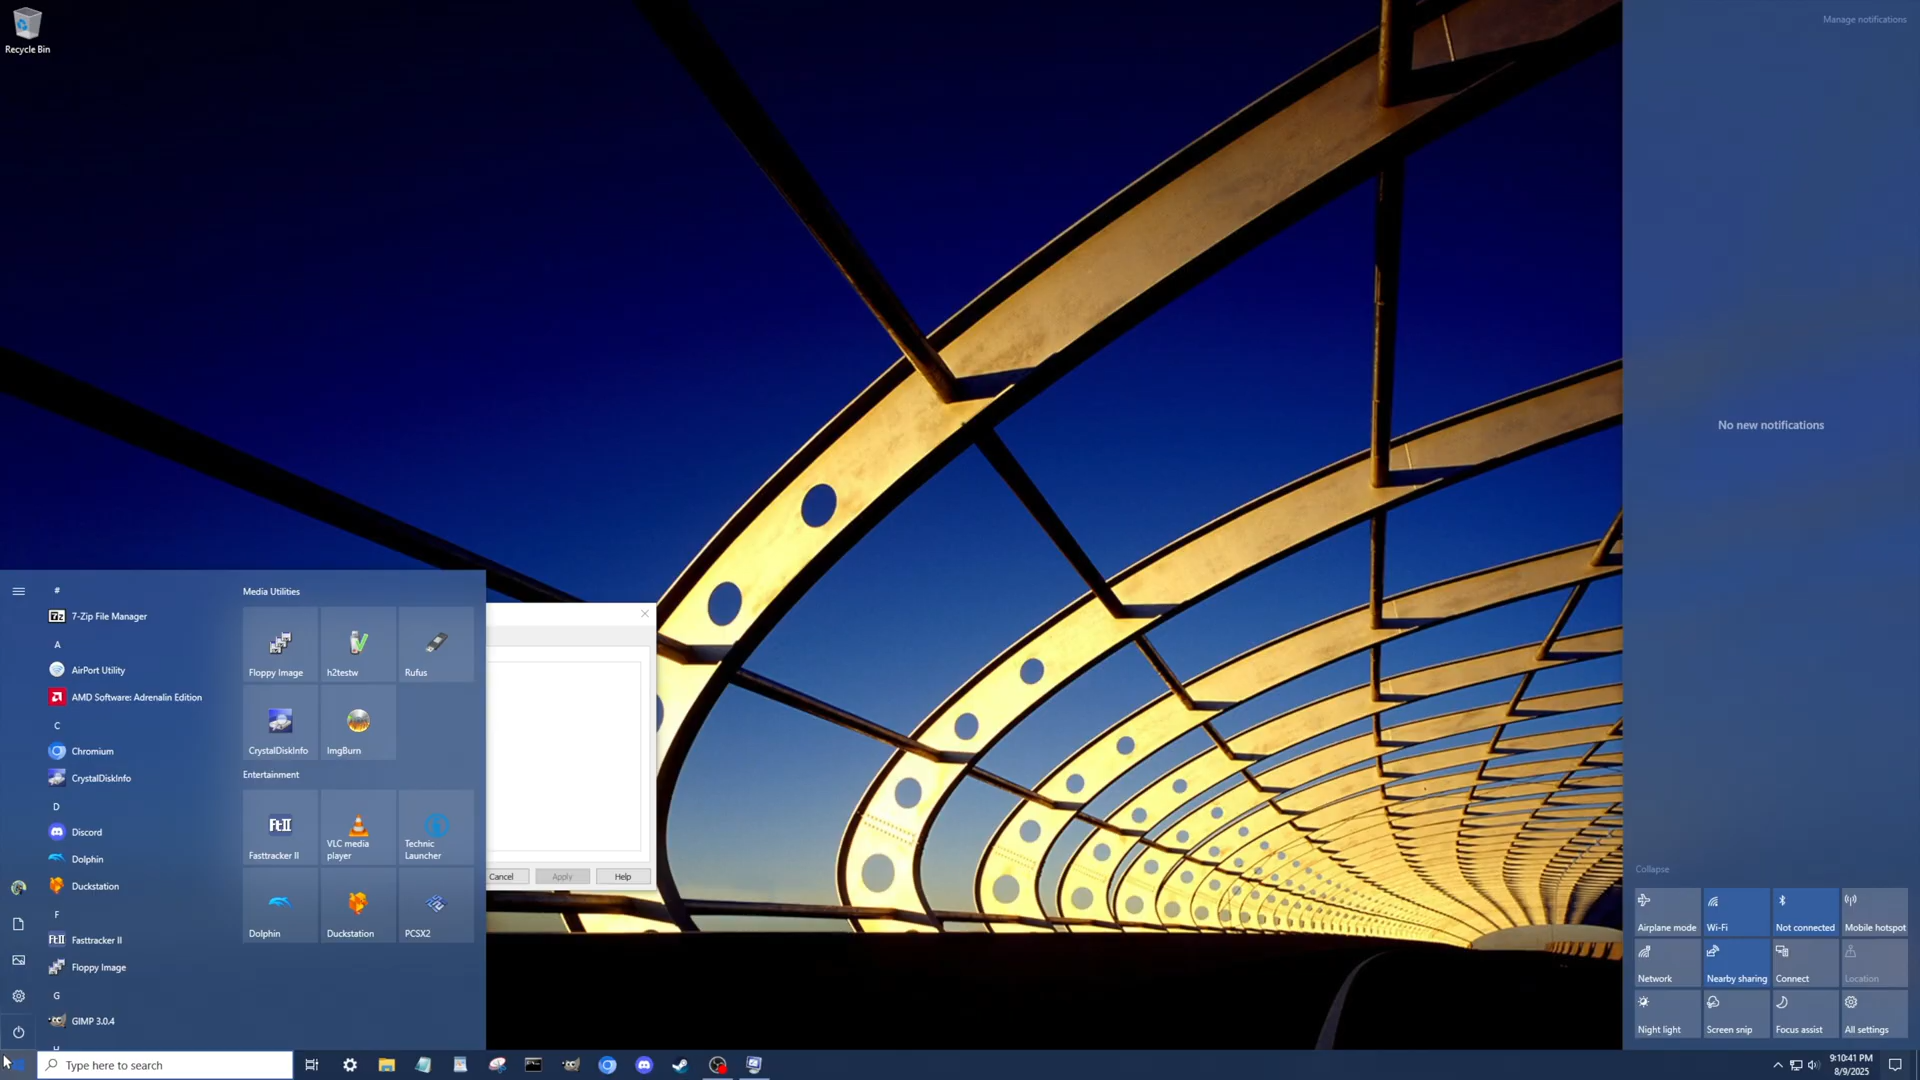 Recycle Bin
Manage notifications
No new notifications
#
7z 7-Zip File Manager
A
AirPort Utility
AMD Software: Adrenalin Edition
C
Chromium
CrystalDiskInfo
D
Discord
Dolphin
Duckstation
F
FtII Fasttracker II
Floppy Image
G
GIMP 3.0.4
Media Utilities
Floppy Image
h2testw
Rufus
CrystalDiskInfo
ImgBurn
Entertainment
FtII
Fasttracker II
VLC media
player
Technic
Launcher
Dolphin
Duckstation
PCSX2
Cancel
Apply
Help
Collapse
Airplane mode
Wi-Fi
Not connected
Mobile hotspot
Network
Nearby sharing
Connect
Location
Night light
Screen snip
Focus assist
All settings
Type here to search
9:10:41 PM
8/9/2025